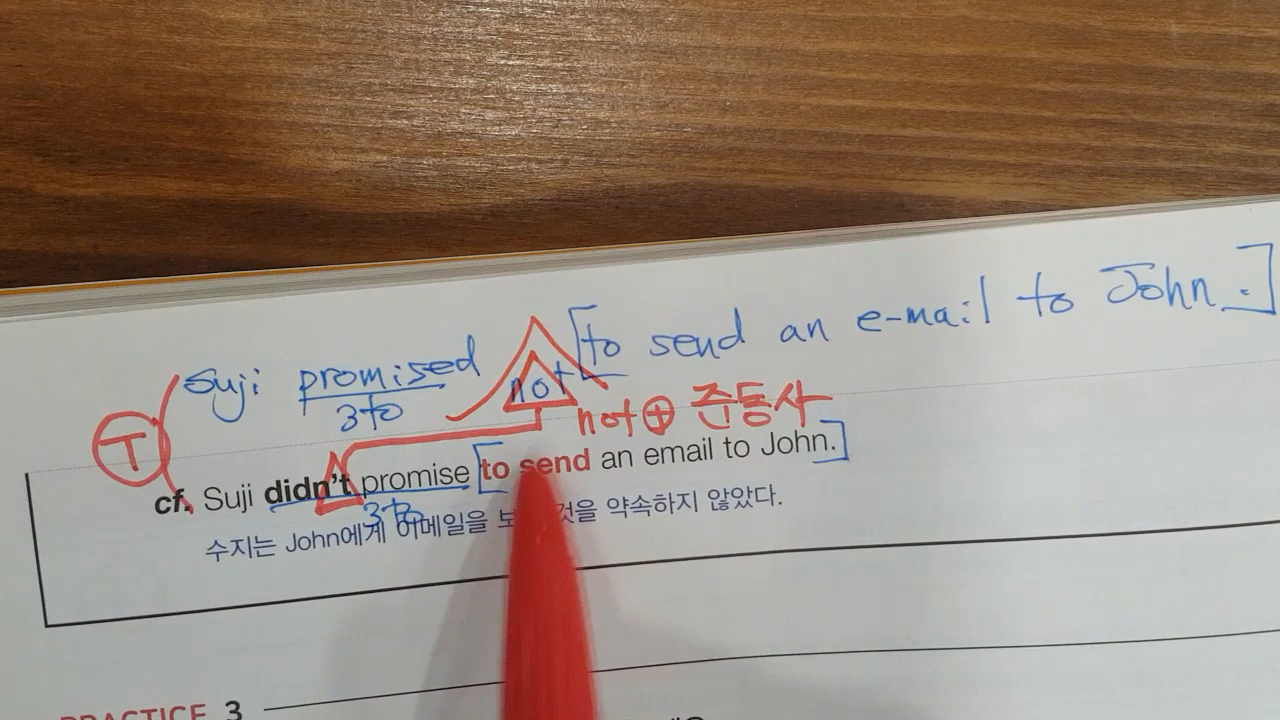 Suji promised not [to send an e-mail to John.]
3to
not ⊕ 준동사
T
cf. Suji didn't promise [to send an email to John.]
3to
수지는 John에게 이메일을 것을 약속하지 않았다.
PRACTICE 3